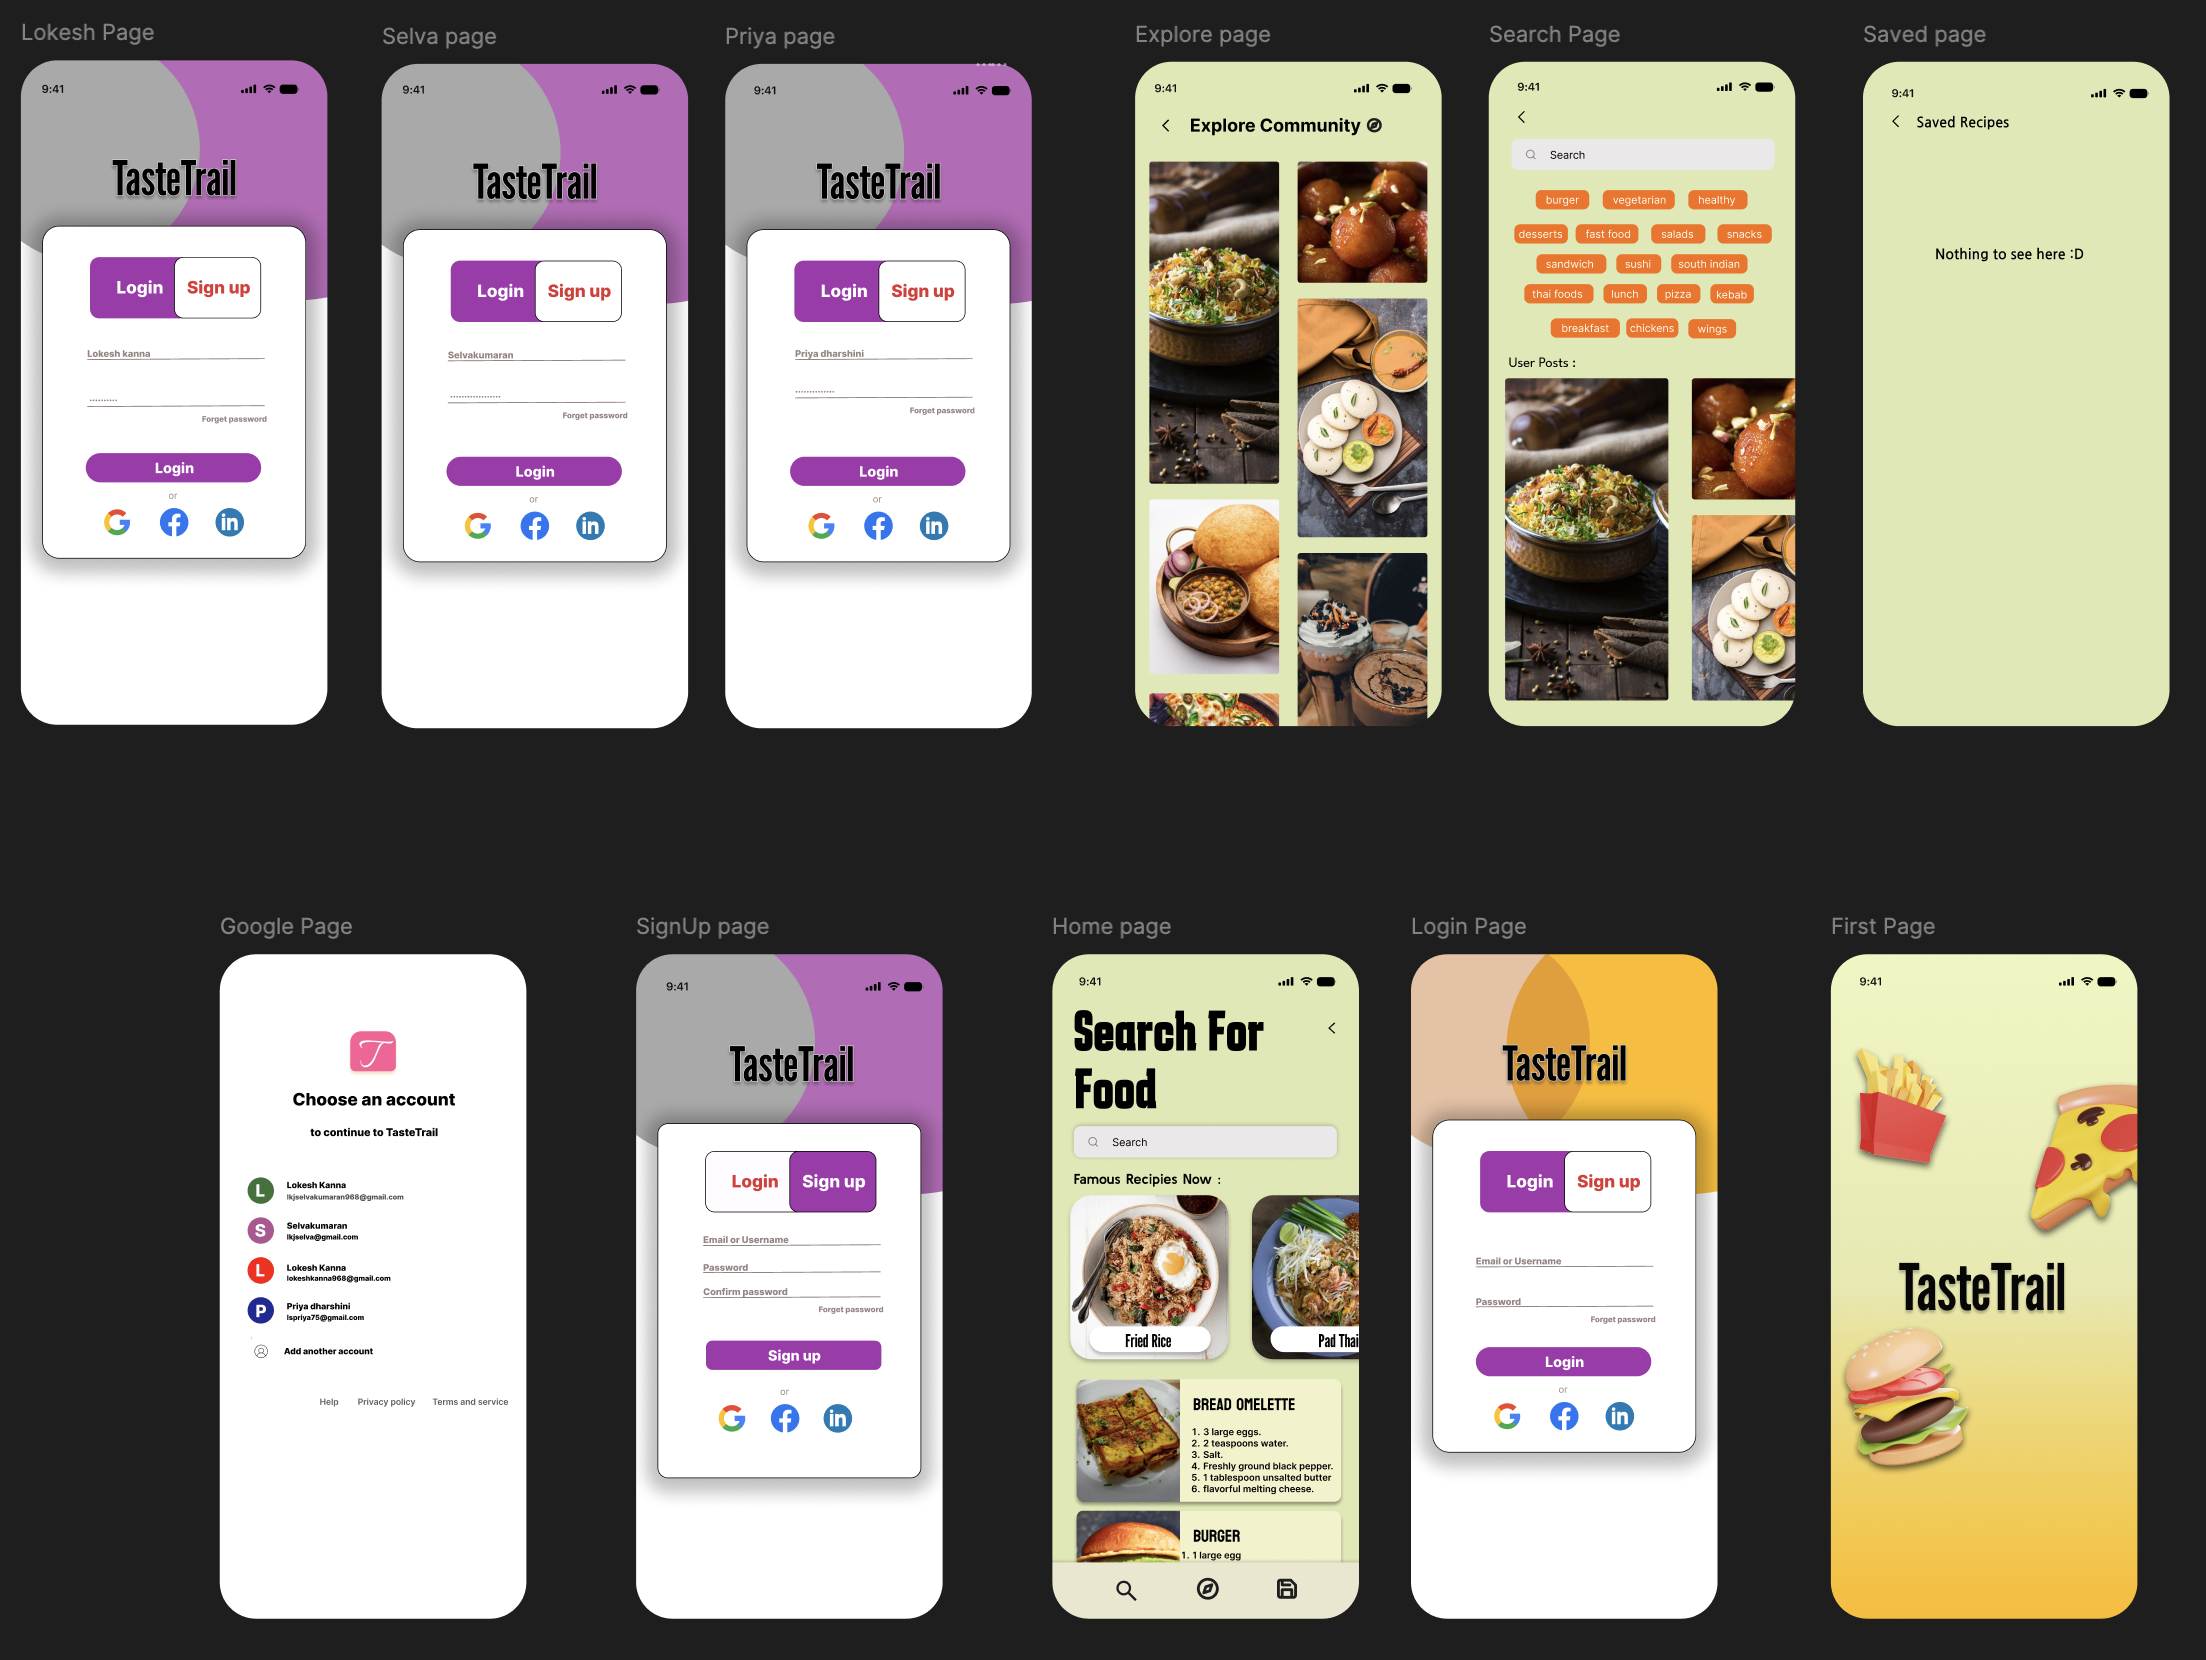 Lokesh Page
9:41
TasteTrail
Login
Sign up
Lokesh kanna
..........
Forget password
Login
or
Selva page
9:41
TasteTrail
Login
Sign up
Selvakumaran
..................
Forget password
Login
or
Priya page
9:41
TasteTrail
Login
Sign up
Priya dharshini
..............
Forget password
Login
or
Explore page
9:41
Explore Community
Search Page
9:41
Search
burger vegetarian healthy
desserts fast food salads snacks
sandwich sushi south indian
thai foods lunch pizza kebab
breakfast chickens wings
User Posts :
Saved page
9:41
Saved Recipes
Nothing to see here :D
Google Page
T
Choose an account
to continue to TasteTrail
L
Lokesh Kanna
lkjselvakumaran968@gmail.com
S
Selvakumaran
lkjselva@gmail.com
L
Lokesh Kanna
lokeshkanna968@gmail.com
P
Priya dharshini
lspriya75@gmail.com
Add another account
Help Privacy policy Terms and service
SignUp page
9:41
TasteTrail
Login
Sign up
Email or Username
Password
Confirm password
Forget password
Sign up
or
in
Home page
9:41
Search For
Food
Search
Famous Recipies Now :
Fried Rice
Pad Thai
BREAD OMELETTE
1. 3 large eggs.
2. 2 teaspoons water.
3. Salt.
4. Freshly ground black pepper.
5. 1 tablespoon unsalted butter
6. flavorful melting cheese.
BURGER
1. 1 large egg
Login Page
TasteTrail
Login
Sign up
Email or Username
Password
Forget password
Login
or
in
First Page
9:41
TasteTrail